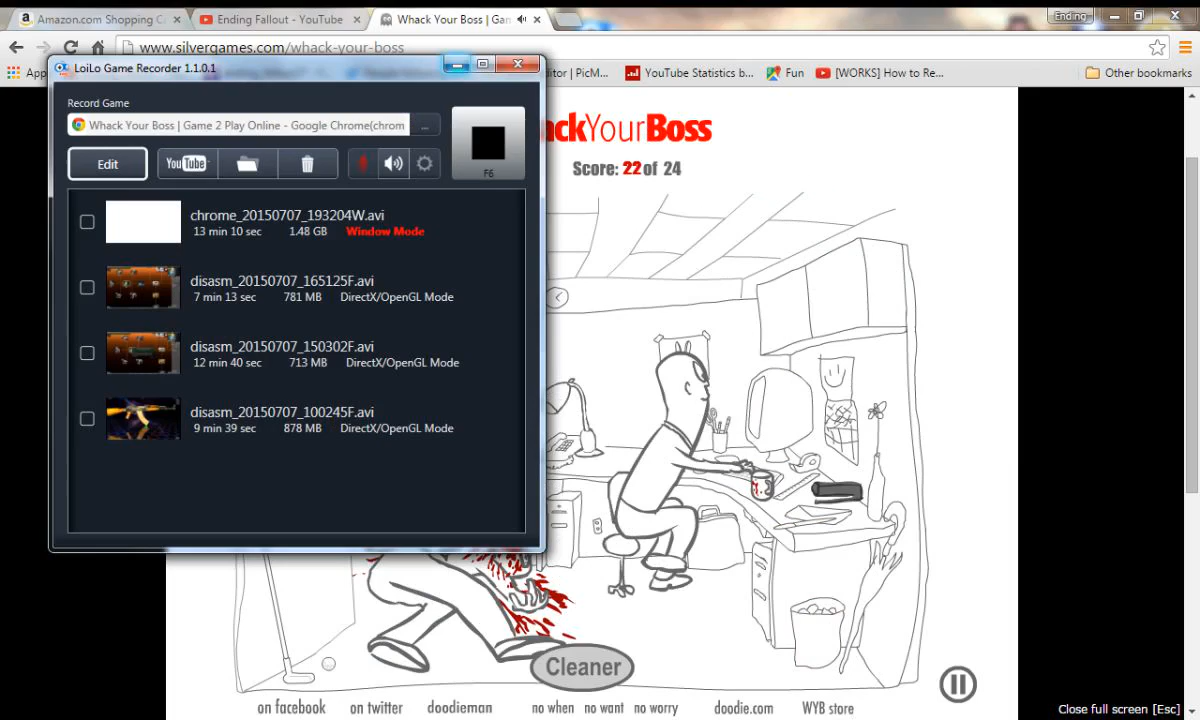 Amazon.com Shopping C
Ending Fallout - YouTube
Whack Your Boss | Gam
Ending
www.silvergames.com/whack-your-boss
App
ditor | PicM...
YouTube Statistics b...
Fun
[WORKS] How to Re...
Other bookmarks
LoiLo Game Recorder 1.1.0.1
Record Game
Whack Your Boss | Game 2 Play Online - Google Chrome(chrom
...
F6
Edit
YouTube
chrome_20150707_193204W.avi
13 min 10 sec 1.48 GB Window Mode
disasm_20150707_165125F.avi
7 min 13 sec 781 MB DirectX/OpenGL Mode
disasm_20150707_150302F.avi
12 min 40 sec 713 MB DirectX/OpenGL Mode
disasm_20150707_100245F.avi
9 min 39 sec 878 MB DirectX/OpenGL Mode
ackYourBoss
Score: 22 of 24
Cleaner
on facebook on twitter doodieman no when no want no worry doodie.com WYB store
Close full screen [Esc]